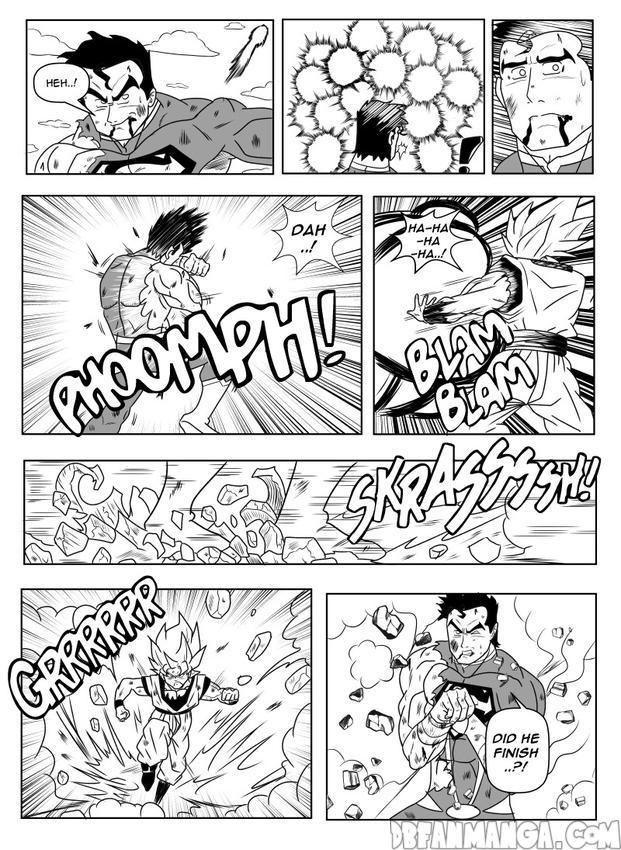 HEH..!
!
DAH
..!
PHOOMPH!
HA-HA
-HA
-HA..!
BLAM
BLAM
SKRASSSSH!
GRRRRRR
DID HE
FINISH
..?!
DBFANMANGA.COM